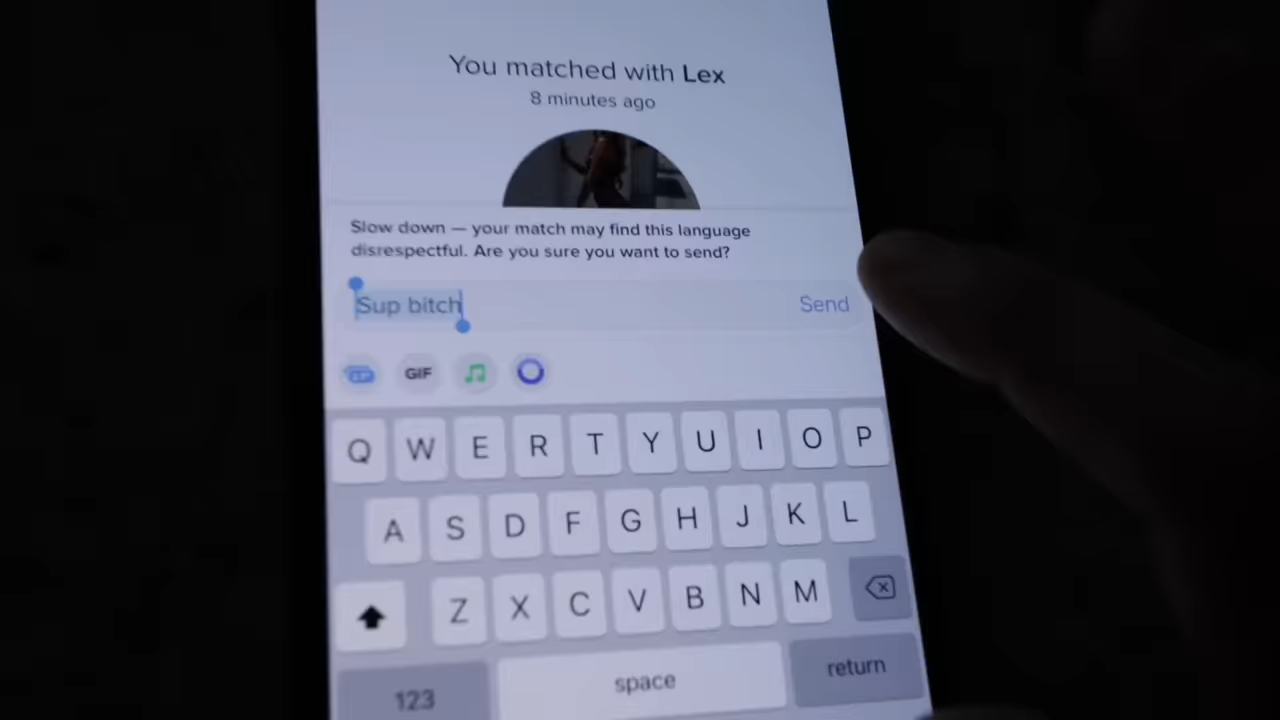 You matched with Lex
8 minutes ago
Slow down — your match may find this language
disrespectful. Are you sure you want to send?
Sup bitch
Send
GIF
Q W E R T Y U I O P
A S D F G H J K L
Z X C V B N M
123 space return